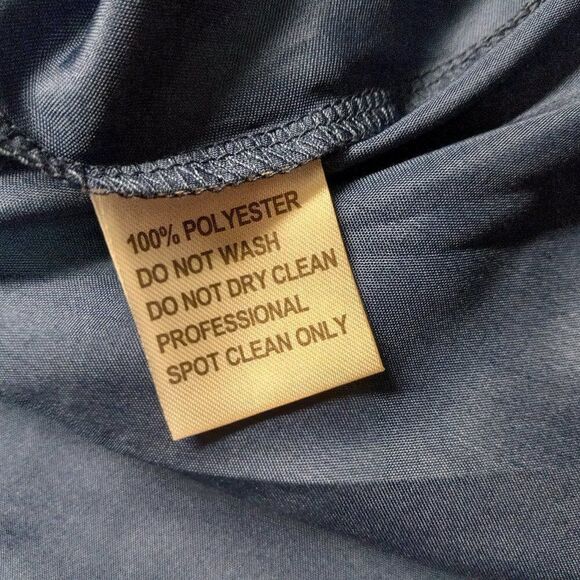 100% POLYESTER
DO NOT WASH
DO NOT DRY CLEAN
PROFESSIONAL
SPOT CLEAN ONLY